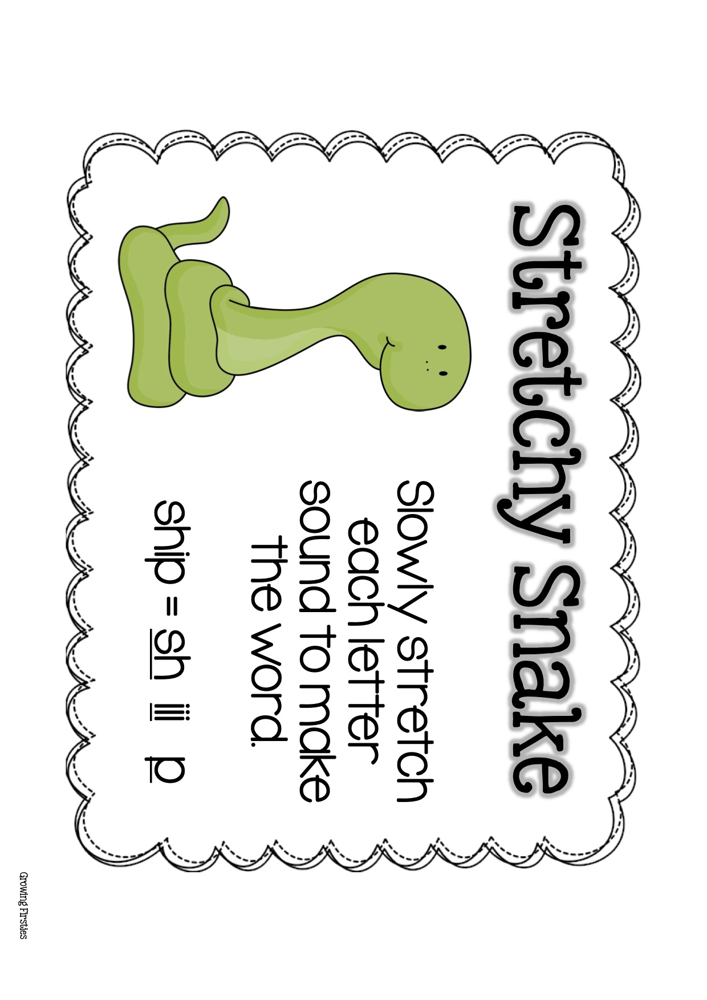 Stretchy Snake
Slowly stretch
each letter
sound to make
the word.
ship = sh iii p
Growing Firsties